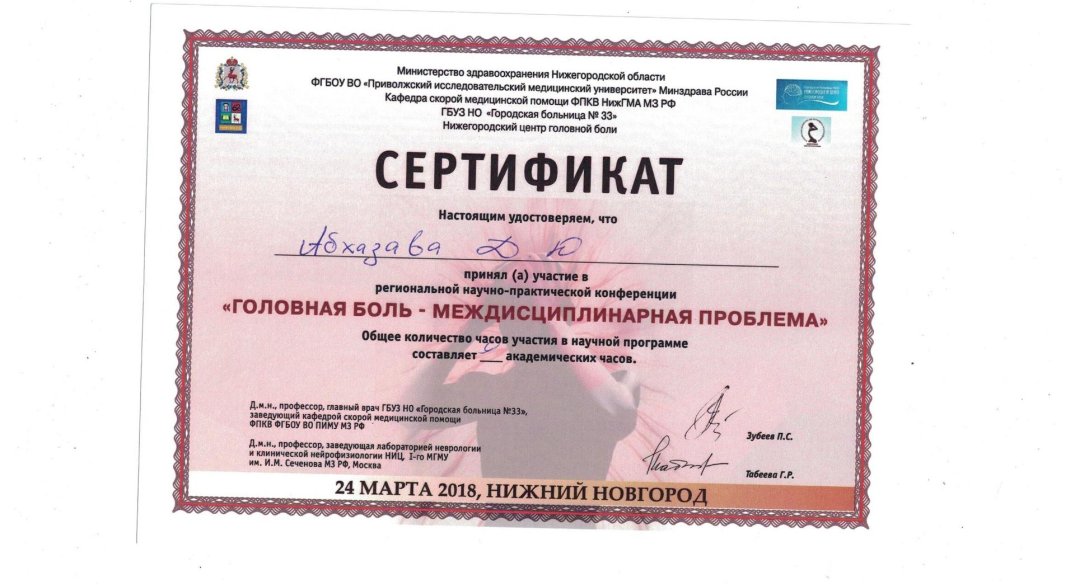 Министерство здравоохранения Нижегородской области
ФГБОУ ВО «Приволжский исследовательский медицинский университет» Минздрава России
Кафедра скорой медицинской помощи ФПКВ НижГМА МЗ РФ
ГБУЗ НО «Городская больница № 33»
Нижегородский центр головной боли
СЕРТИФИКАТ
Настоящим удостоверяем, что
Абхазава Д. Ю
принял (а) участие в
региональной научно-практической конференции
«ГОЛОВНАЯ БОЛЬ - МЕЖДИСЦИПЛИНАРНАЯ ПРОБЛЕМА»
Общее количество часов участия в научной программе
составляет ___ академических часов.
Д.м.н., профессор, главный врач ГБУЗ НО «Городская больница №33»,
заведующий кафедрой скорой медицинской помощи
ФПКВ ФГБОУ ВО ПИМУ МЗ РФ
Зубеев П.С.
Д.м.н., профессор, заведующая лабораторией неврологии
и клинической нейрофизиологии НИЦ, I-го МГМУ
им. И.М. Сеченова МЗ РФ, Москва
Табеева Г.Р.
24 МАРТА 2018, НИЖНИЙ НОВГОРОД